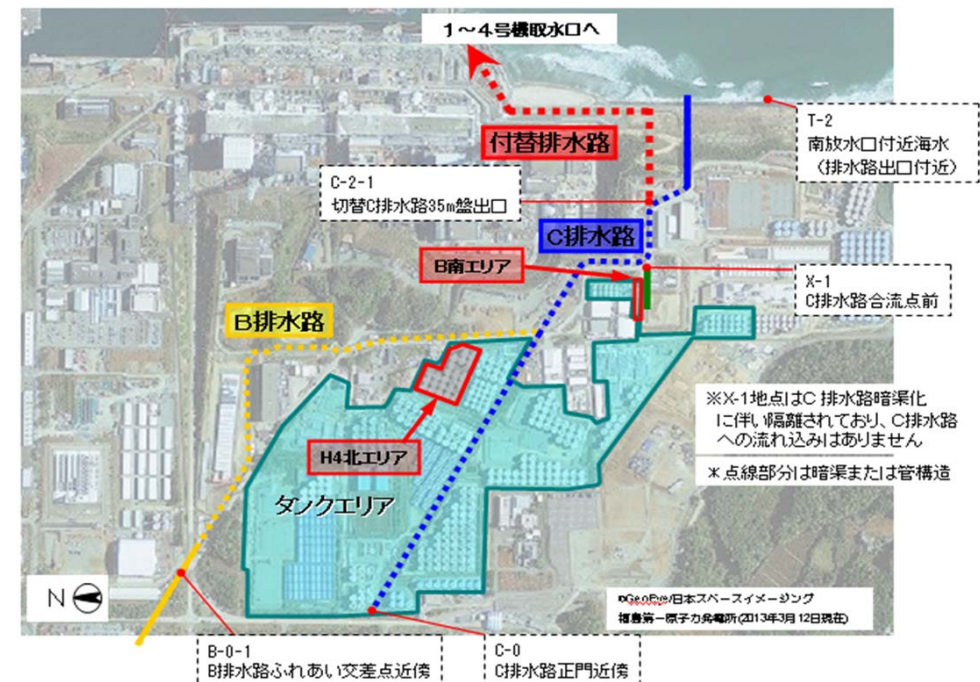 1～4号機取水口へ
付替排水路
T-2
南放水口付近海水
(排水路出口付近)
C-2-1
切替C排水路35m盤出口
C排水路
B南エリア
X-1
C排水路合流点前
B排水路
※X-1地点はC 排水路暗渠化
に伴い隔離されており、C排水路
への流れ込みはありません
H4北エリア
＊点線部分は暗渠または管構造
タンクエリア
N
©GeoEye/日本スペースイメージング
福島第一原子力発電所(2013年3月12日現在)
B-0-1
B排水路ふれあい交差点近傍
C-0
C排水路正門近傍